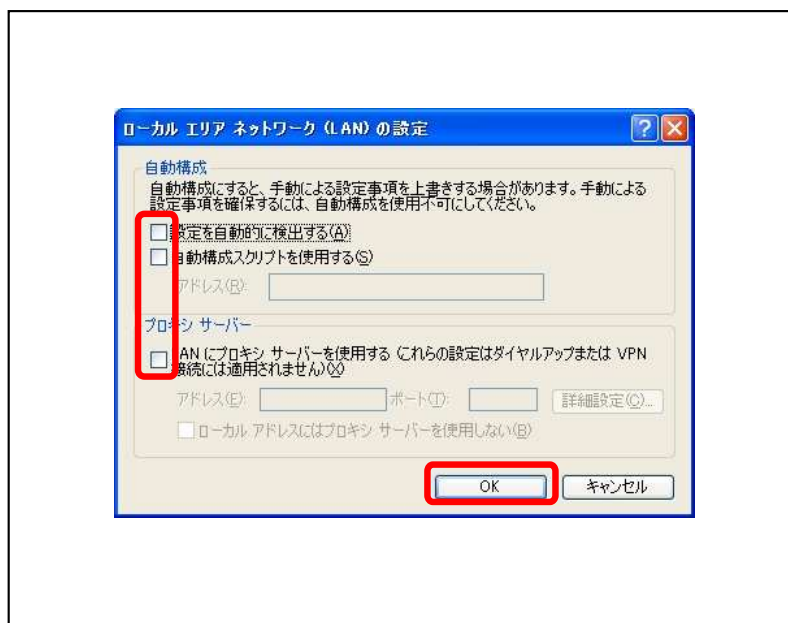 ローカル エリア ネットワーク (LAN) の設定
自動構成
自動構成にすると、手動による設定事項を上書きする場合があります。手動による
設定事項を確保するには、自動構成を使用不可にしてください。
設定を自動的に検出する(A)
自動構成スクリプトを使用する(S)
アドレス(R):
プロキシ サーバー
LAN にプロキシ サーバーを使用する (これらの設定はダイヤルアップまたは VPN
接続には適用されません)(X)
アドレス(E): ポート(T): 詳細設定(C)...
ローカル アドレスにはプロキシ サーバーを使用しない(B)
OK キャンセル